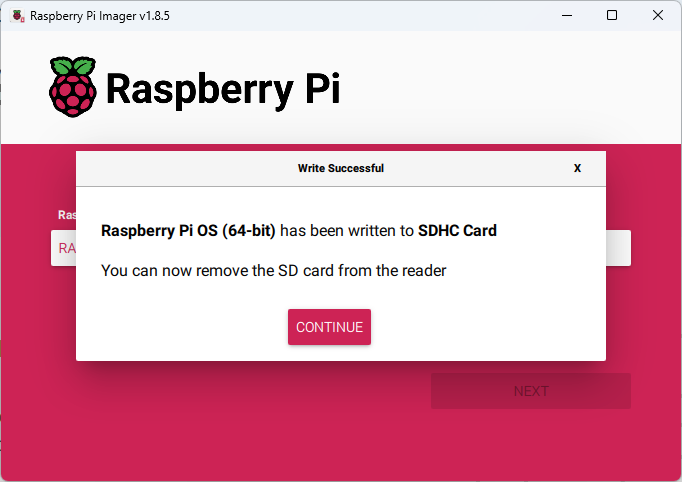 Raspberry Pi Imager v1.8.5
Raspberry Pi
Write Successful
X
Ras
RA
Raspberry Pi OS (64-bit) has been written to SDHC Card
You can now remove the SD card from the reader
CONTINUE
NEXT